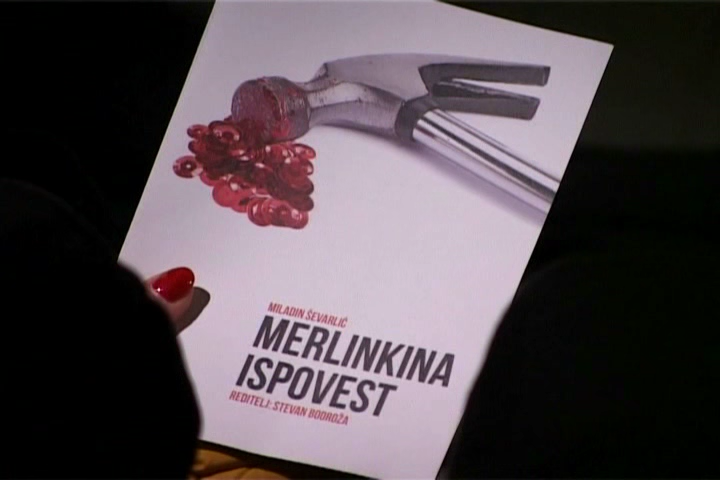 MILADIN ŠEVARLIĆ
MERLINKINA
ISPOVEST
REDITELJ: STEVAN BODROŽA